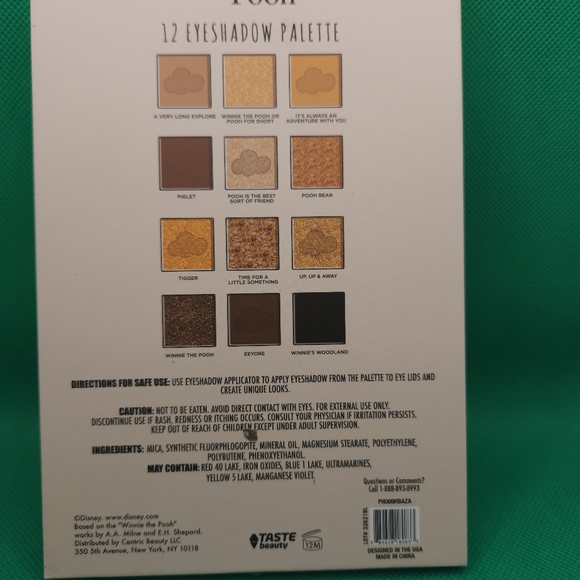 Pooh
12 EYESHADOW PALETTE
A VERY LONG EXPLORE
WINNIE THE POOH OR
POOH FOR SHORT
IT'S ALWAYS AN
ADVENTURE WITH YOU
PIGLET
POOH IS THE BEST
SORT OF FRIEND
POOH BEAR
TIGGER
TIME FOR A
LITTLE SOMETHING
UP, UP & AWAY
WINNIE THE POOH
EEYORE
WINNIE'S WOODLAND
DIRECTIONS FOR SAFE USE: USE EYESHADOW APPLICATOR TO APPLY EYESHADOW FROM THE PALETTE TO EYE LIDS AND
CREATE UNIQUE LOOKS.
CAUTION: NOT TO BE EATEN. AVOID DIRECT CONTACT WITH EYES. FOR EXTERNAL USE ONLY.
DISCONTINUE USE IF RASH, REDNESS OR ITCHING OCCURS. CONSULT YOUR PHYSICIAN IF IRRITATION PERSISTS.
KEEP OUT OF REACH OF CHILDREN EXCEPT UNDER ADULT SUPERVISION.
INGREDIENTS: MICA, SYNTHETIC FLUORPHLOGOPITE, MINERAL OIL, MAGNESIUM STEARATE, POLYETHYLENE,
POLYBUTENE, PHENOXYETHANOL.
MAY CONTAIN: RED 40 LAKE, IRON OXIDES, BLUE 1 LAKE, ULTRAMARINES,
YELLOW 5 LAKE, MANGANESE VIOLET.
Questions or Comments?
Call 1-888-893-0993
©Disney. www.disney.com
Based on the "Winnie the Pooh"
works by A.A. Milne and E.H. Shepard.
Distributed by Centric Beauty LLC
350 5th Avenue, New York, NY 10118
TASTE
beauty
12M
DESIGNED IN THE USA
MADE IN CHINA